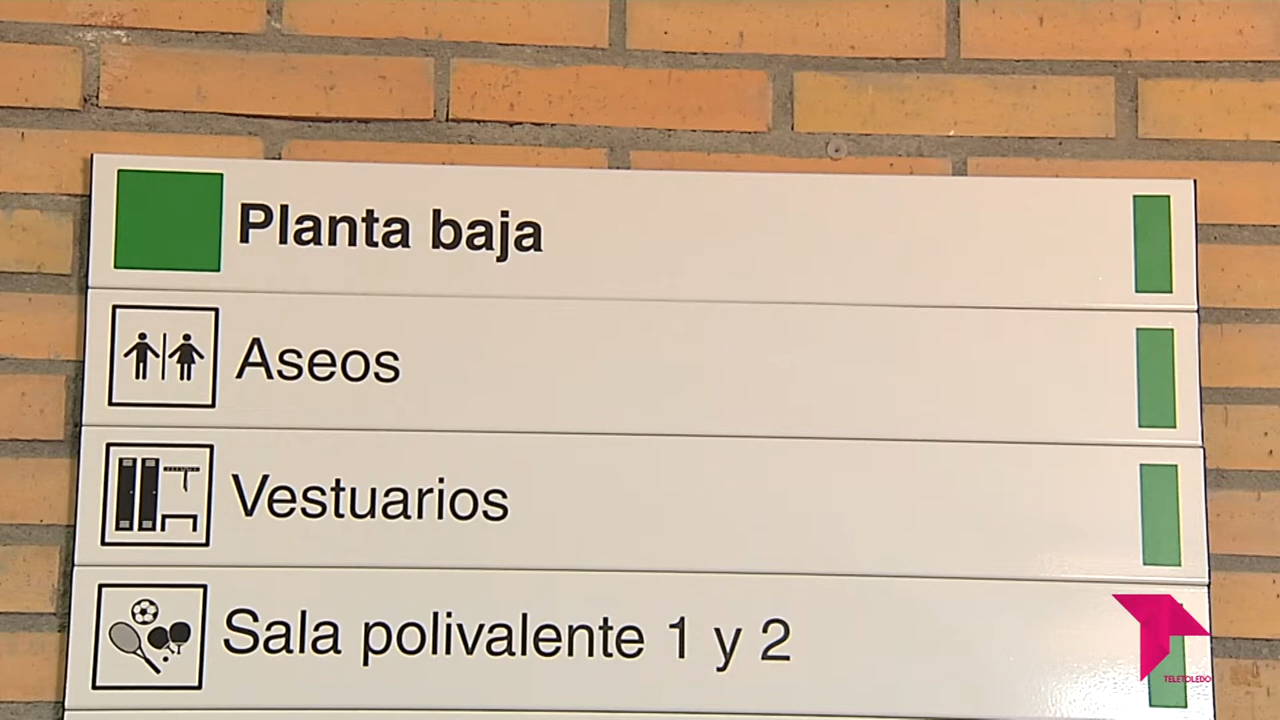 Planta baja
Aseos
Vestuarios
Sala polivalente 1 y 2
TELETOLEDO